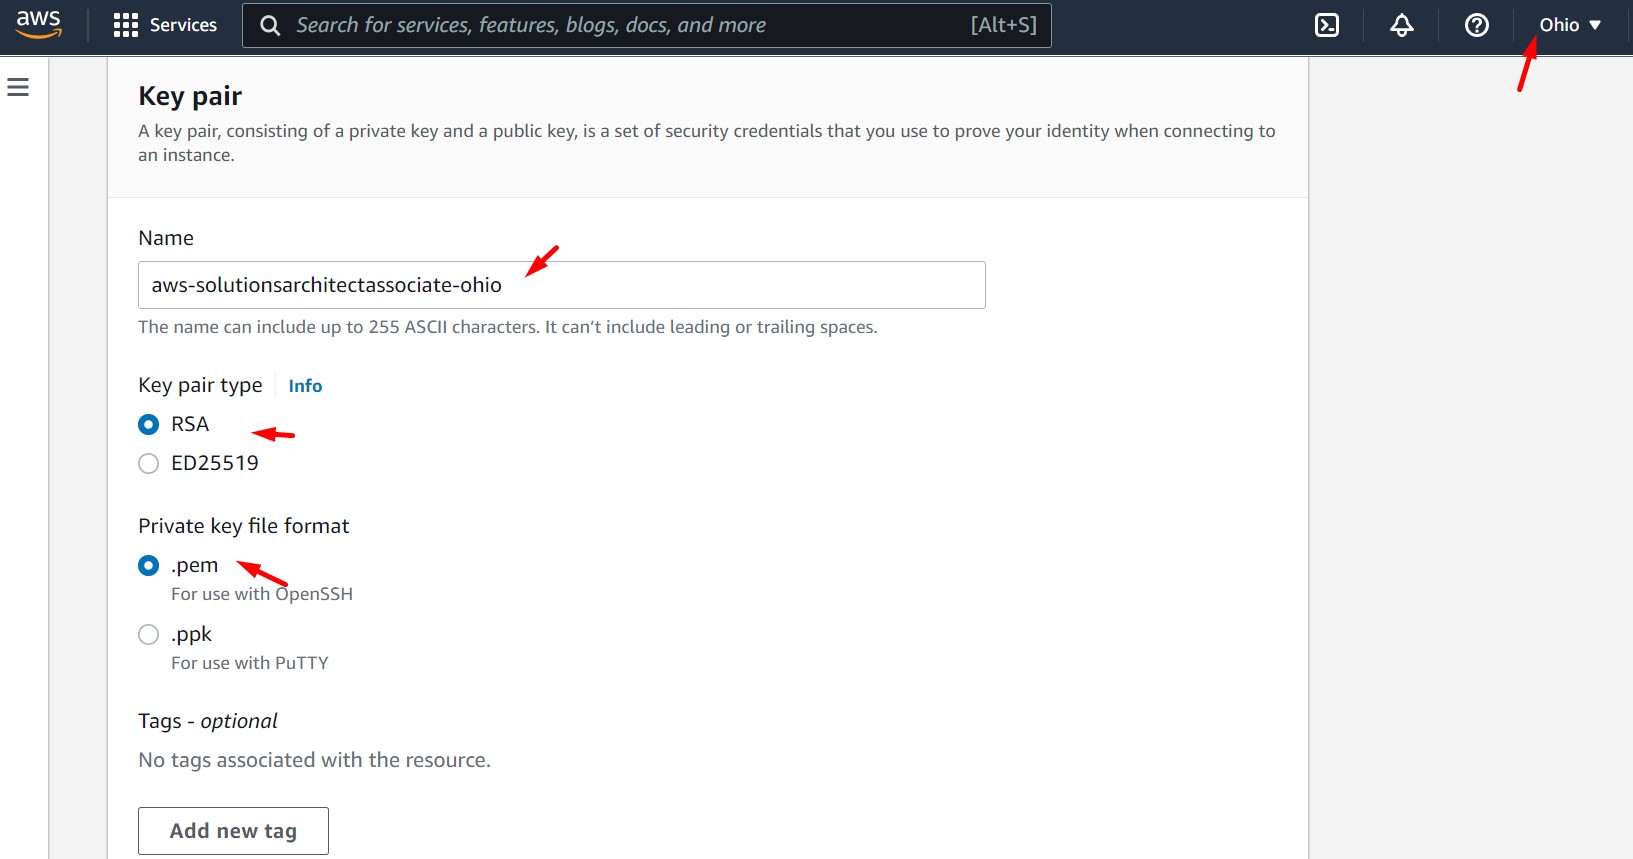 aws
Services
Search for services, features, blogs, docs, and more
[Alt+S]
Ohio
Key pair
A key pair, consisting of a private key and a public key, is a set of security credentials that you use to prove your identity when connecting to
an instance.
Name
aws-solutionsarchitectassociate-ohio
The name can include up to 255 ASCII characters. It can’t include leading or trailing spaces.
Key pair type
Info
RSA
ED25519
Private key file format
.pem
For use with OpenSSH
.ppk
For use with PuTTY
Tags - optional
No tags associated with the resource.
Add new tag